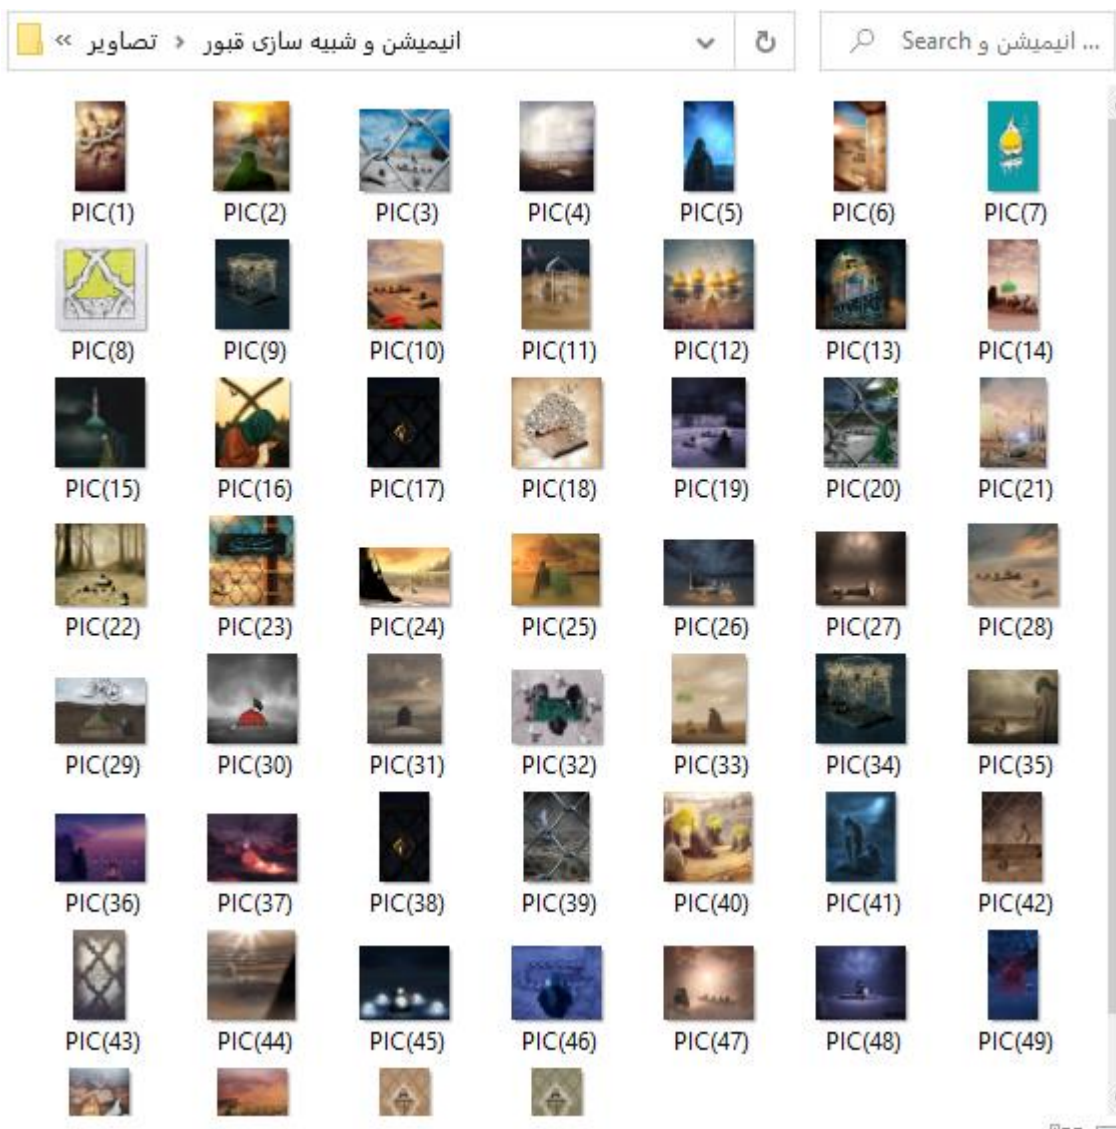 « تصاویر › انیمیشن و شبیه سازی قبور
Search انیمیشن و ...
PIC(1) PIC(2) PIC(3) PIC(4) PIC(5) PIC(6) PIC(7)
PIC(8) PIC(9) PIC(10) PIC(11) PIC(12) PIC(13) PIC(14)
PIC(15) PIC(16) PIC(17) PIC(18) PIC(19) PIC(20) PIC(21)
PIC(22) PIC(23) PIC(24) PIC(25) PIC(26) PIC(27) PIC(28)
PIC(29) PIC(30) PIC(31) PIC(32) PIC(33) PIC(34) PIC(35)
PIC(36) PIC(37) PIC(38) PIC(39) PIC(40) PIC(41) PIC(42)
PIC(43) PIC(44) PIC(45) PIC(46) PIC(47) PIC(48) PIC(49)